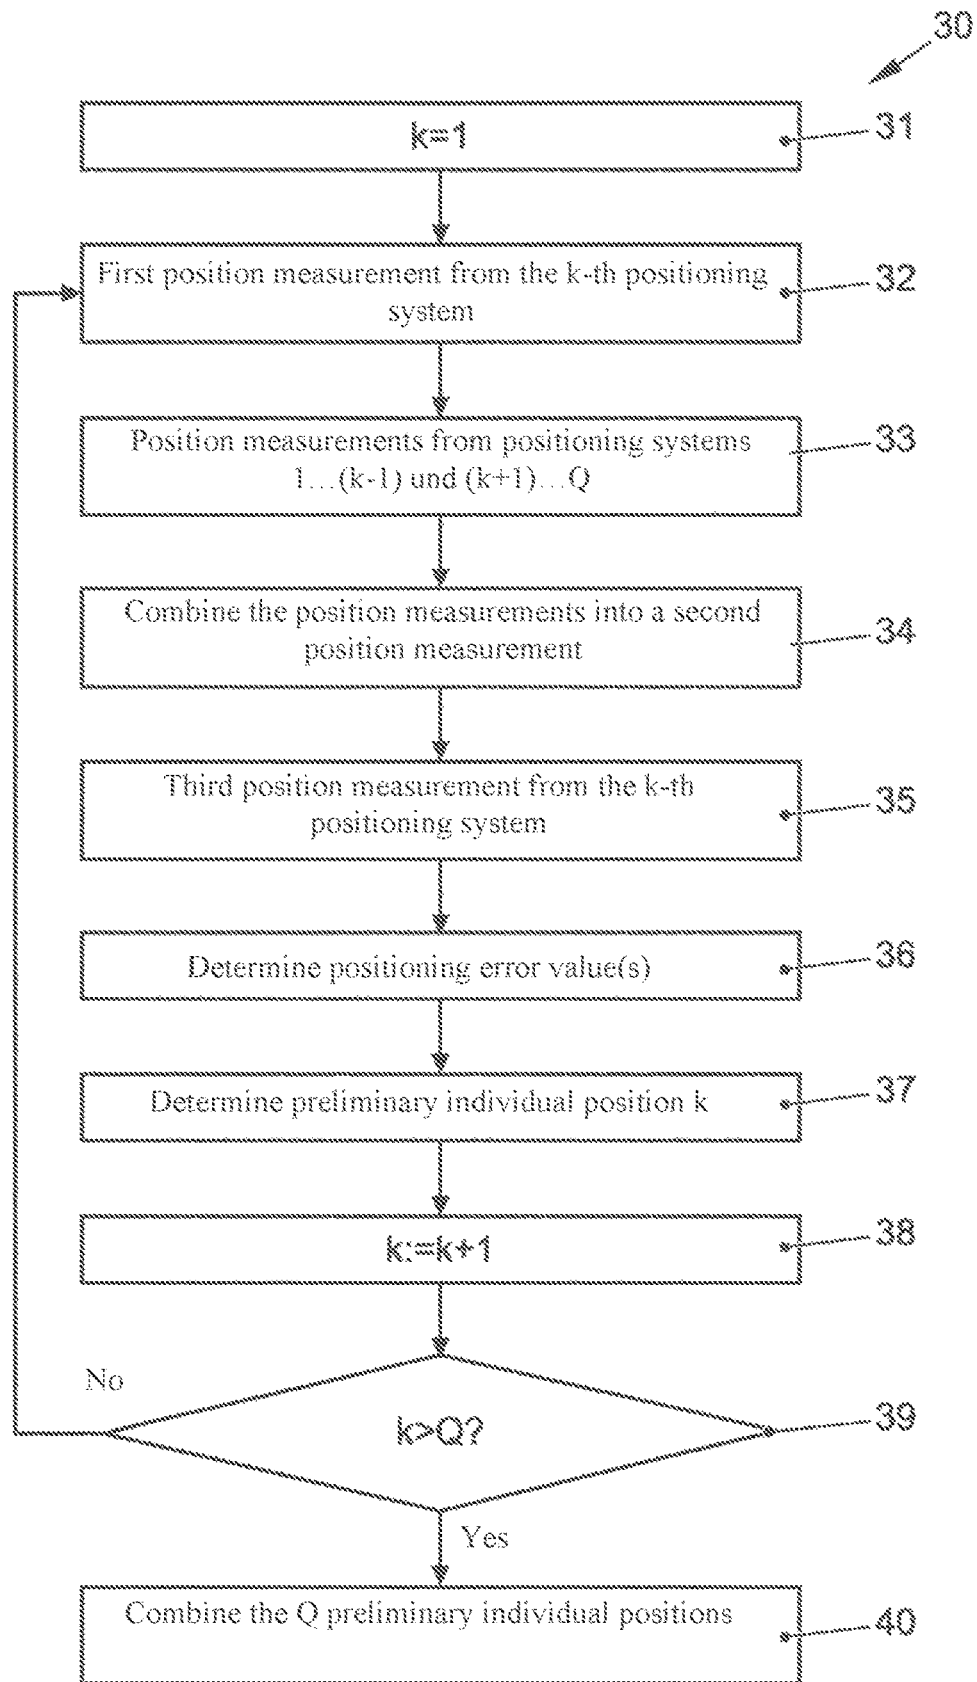 30
k=1
31
First position measurement from the k-th positioning
system
32
Position measurements from positioning systems
1…(k-1) und (k+1)…Q
33
Combine the position measurements into a second
position measurement
34
Third position measurement from the k-th
positioning system
35
Determine positioning error value(s)
36
Determine preliminary individual position k
37
k:=k+1
38
No
k>Q?
39
Yes
Combine the Q preliminary individual positions
40